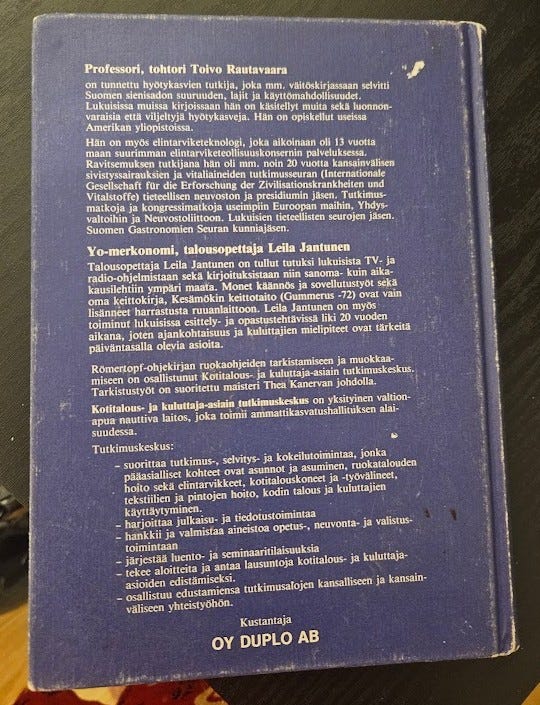 Professori, tohtori Toivo Rautavaara
on tunnettu hyötykasvien tutkija, joka mm. väitöskirjassaan selvitti
Suomen sienisadon suuruuden, lajit ja käyttömahdollisuudet.
Lukuisissa muissa kirjoissaan hän on käsitellyt muita sekä luonnon-
varaisia että viljeltyjä hyötykasveja. Hän on opiskellut useissa
Amerikan yliopistoissa.
Hän on myös elintarviketeknologi, joka aikoinaan oli 13 vuotta
maan suurimman elintarviketeollisuuskonsernin palveluksessa.
Ravitsemuksen tutkijana hän oli mm. noin 20 vuotta kansainvälisen
sivistyssairauksien ja vitaliaineiden tutkimusseuran (Internationale
Gesellschaft für die Erforschung der Zivilisationskrankheiten und
Vitalstoffe) tieteellisen neuvoston ja presidiumin jäsen. Tutkimus-
matkoja ja kongressimatkoja useimpiin Euroopan maihin, Yhdys-
valtoihin ja Neuvostoliittoon. Lukuisien tieteellisten seurojen jäsen.
Suomen Gastronomien Seuran kunniajäsen.
Yo-merkonomi, talousopettaja Leila Jantunen
Talousopettaja Leila Jantunen on tullut tutuksi lukuisista TV- ja
radio-ohjelmistaan sekä kirjoituksistaan niin sanoma- kuin aika-
kausilehtiin ympäri maata. Monet käännös ja sovellutustyöt sekä
oma keittokirja, Kesämökin keittotaito (Gummerus -72) ovat vain
lisänneet harrastusta ruuanlaittoon. Leila Jantunen on myös
toiminut lukuisissa esittely- ja opastustehtävissä liki 20 vuoden
aikana, joten ajankohtaisuus ja kuluttajien mielipiteet ovat tärkeitä
päiväntasalla olevia asioita.
Römertopf-ohjekirjan ruokaohjeiden tarkistamiseen ja muokkaa-
miseen on osallistunut Kotitalous- ja kuluttaja-asiain tutkimuskeskus.
Tarkistustyöt on suoritettu maisteri Thea Kanervan johdolla.
Kotitalous- ja kuluttaja-asiain tutkimuskeskus on yksityinen valtion-
apua nauttiva laitos, joka toimii ammattikasvatushallituksen alai-
suudessa.
Tutkimuskeskus:
– suorittaa tutkimus-, selvitys- ja kokeilutoimintaa, jonka
pääasialliset kohteet ovat asunnot ja asuminen, ruokatalouden
hoito sekä elintarvikkeet, kotitalouskoneet ja -työvälineet,
tekstiilien ja pintojen hoito, kodin talous ja kuluttajien
käyttäytyminen.
– harjoittaa julkaisu- ja tiedotustoimintaa
– hankkii ja valmistaa aineistoa opetus-, neuvonta- ja valistus-
toimintaan
– järjestää luento- ja seminaaritilaisuuksia
– tekee aloitteita ja antaa lausuntoja kotitalous- ja kuluttaja-
asioiden edistämiseksi.
– osallistuu edustamiensa tutkimusalojen kansalliseen ja kansain-
väliseen yhteistyöhön.
Kustantaja
OY DUPLO AB